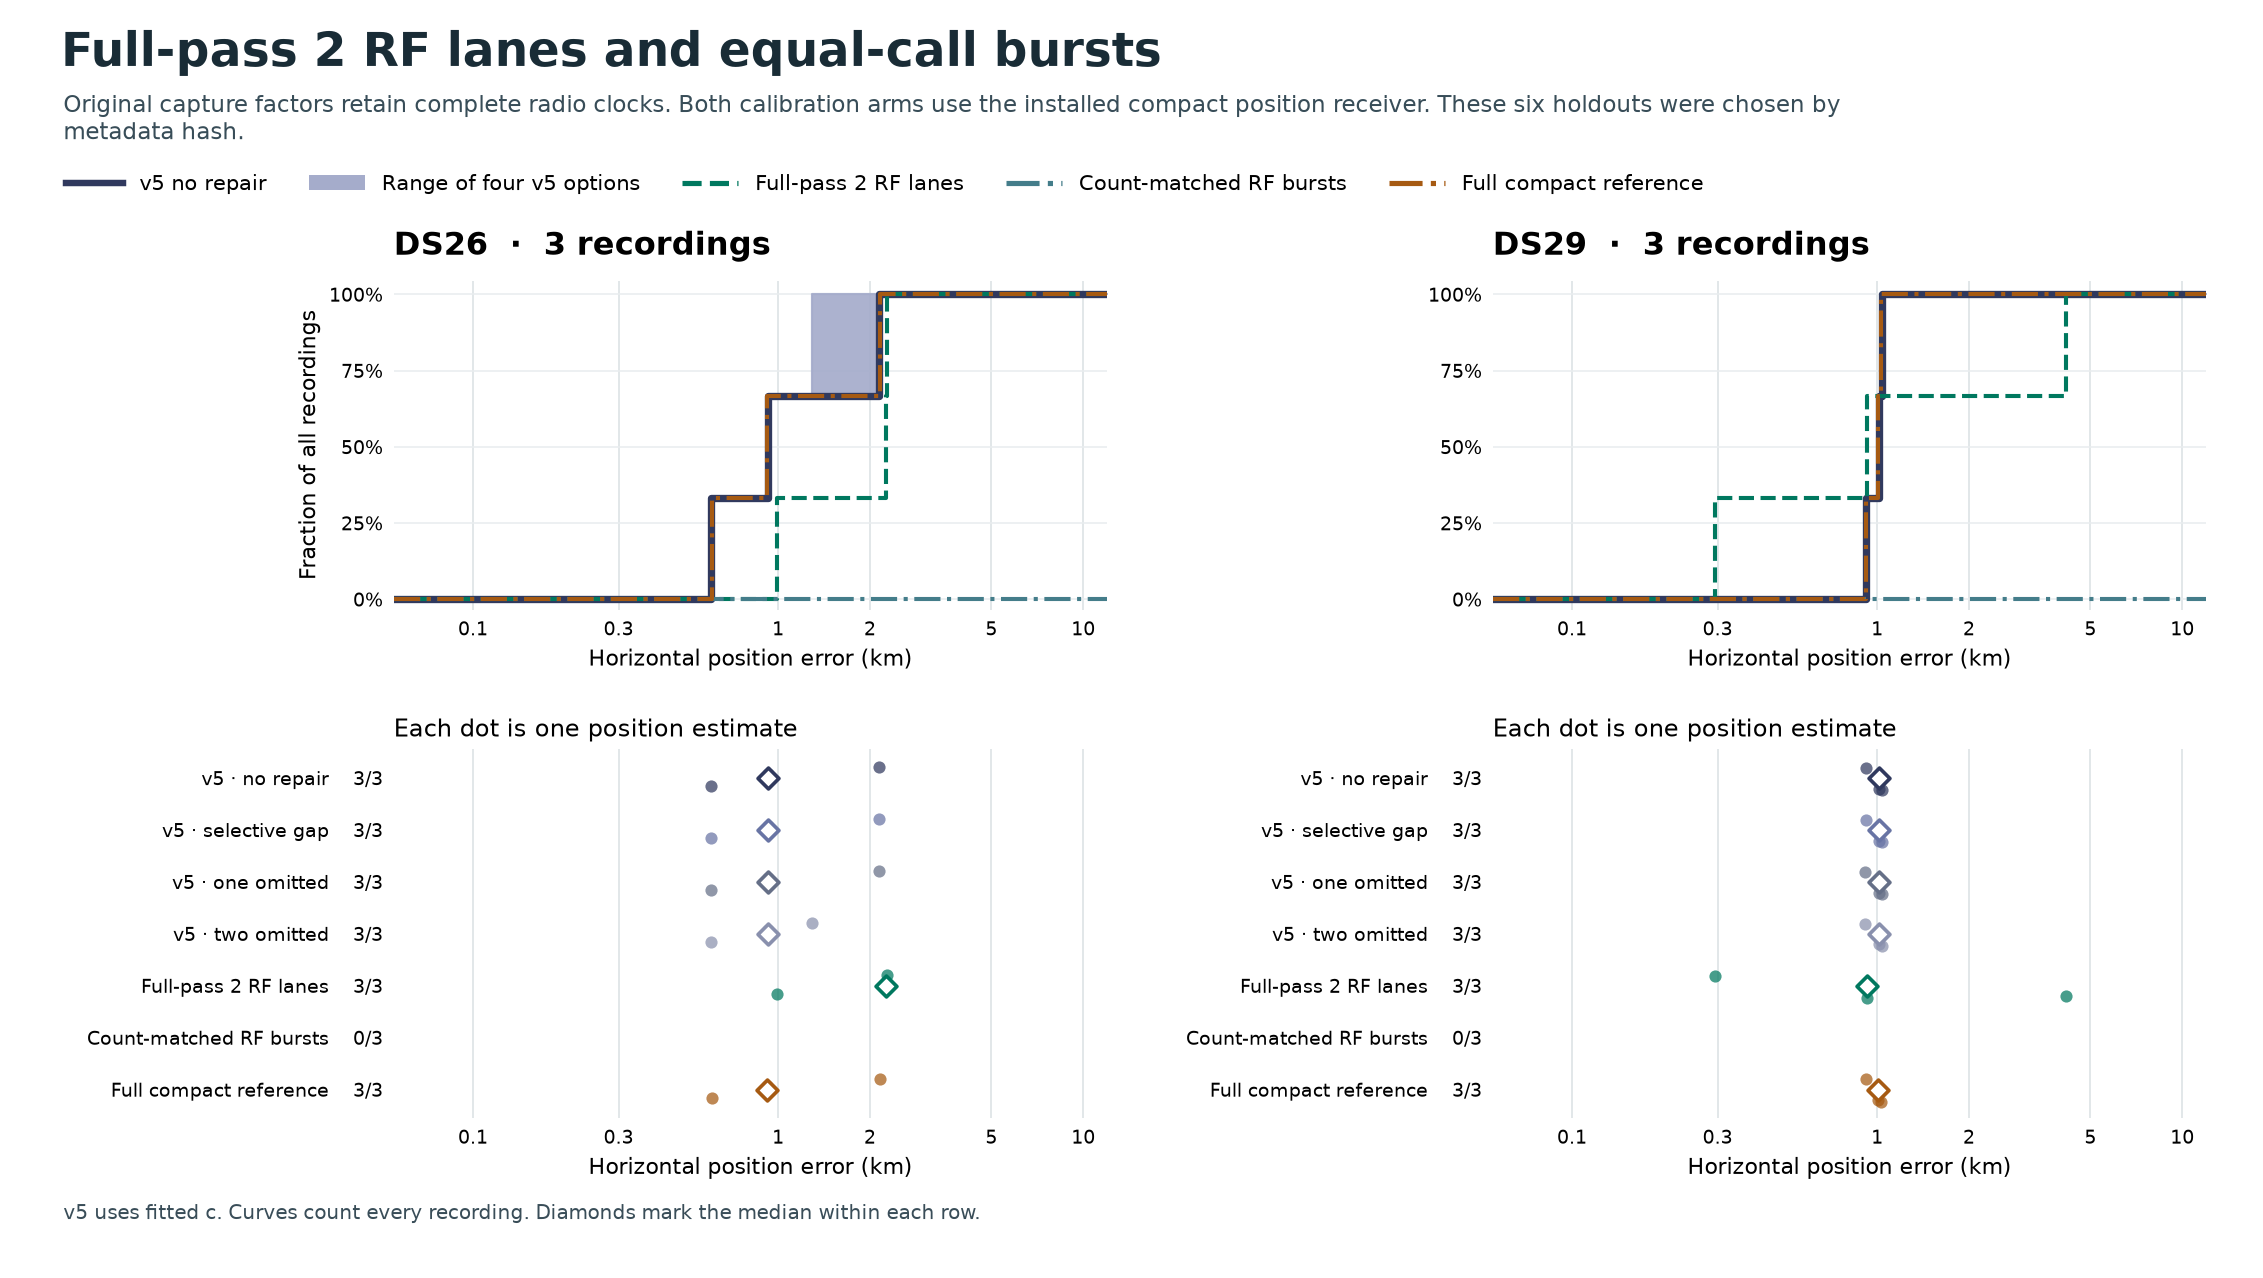 Full-pass 2 RF lanes and equal-call bursts
Original capture factors retain complete radio clocks. Both calibration arms use the installed compact position receiver. These six holdouts were chosen by
metadata hash.
v5 no repair
Range of four v5 options
Full-pass 2 RF lanes
Count-matched RF bursts
Full compact reference
DS26 · 3 recordings
Fraction of all recordings
100%
75%
50%
25%
0%
0.1 0.3 1 2 5 10
Horizontal position error (km)
DS29 · 3 recordings
100%
75%
50%
25%
0%
0.1 0.3 1 2 5 10
Horizontal position error (km)
Each dot is one position estimate
v5 · no repair 3/3
v5 · selective gap 3/3
v5 · one omitted 3/3
v5 · two omitted 3/3
Full-pass 2 RF lanes 3/3
Count-matched RF bursts 0/3
Full compact reference 3/3
0.1 0.3 1 2 5 10
Horizontal position error (km)
Each dot is one position estimate
v5 · no repair 3/3
v5 · selective gap 3/3
v5 · one omitted 3/3
v5 · two omitted 3/3
Full-pass 2 RF lanes 3/3
Count-matched RF bursts 0/3
Full compact reference 3/3
0.1 0.3 1 2 5 10
Horizontal position error (km)
v5 uses fitted c. Curves count every recording. Diamonds mark the median within each row.